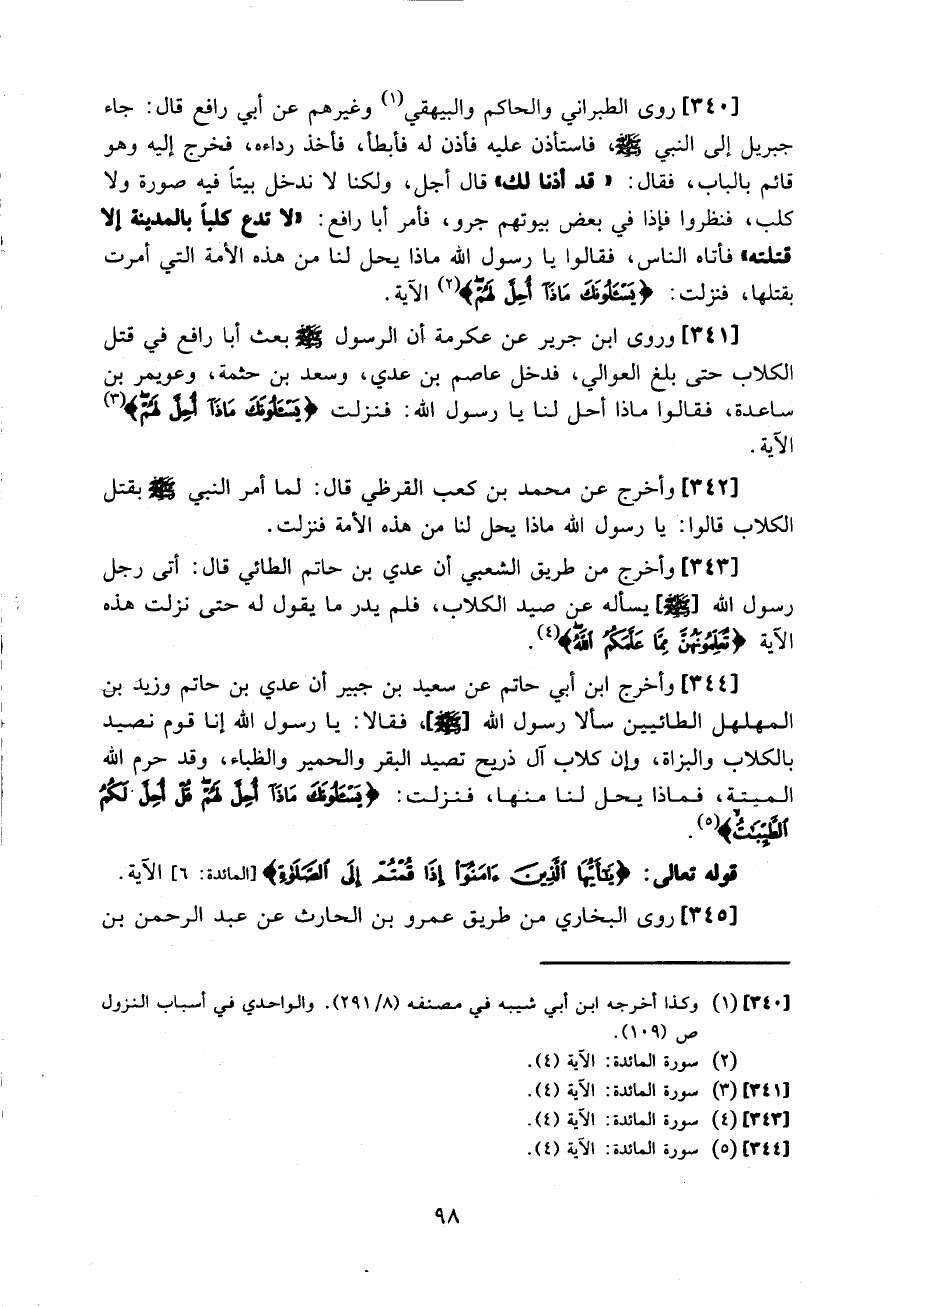 [٣٤٠] روى الطبراني والحاكم والبيهقي(١) وغيرهم عن أبي رافع قال: جاء
جبريل إلى النبي ﷺ، فاستأذن عليه فأذن له فأبطأ، فأخذ رداءه، فخرج إليه وهو
قائم بالباب، فقال: «قد أذنا لك» قال أجل، ولكنا لا ندخل بيتاً فيه صورة ولا
كلب، فنظروا فإذا في بعض بيوتهم جرو، فأمر أبا رافع: «لا تدع كلباً بالمدينة إلا
قتلته» فأتاه الناس، فقالوا يا رسول الله ماذا يحل لنا من هذه الأمة التي أمرت
بقتلها، فنزلت: ﴿يَسْـَٔلُونَكَ مَاذَآ أُحِلَّ لَهُمْۖ﴾(٢) الآية.
[٣٤١] وروى ابن جرير عن عكرمة أن الرسول ﷺ بعث أبا رافع في قتل
الكلاب حتى بلغ العوالي، فدخل عاصم بن عدي، وسعد بن حثمة، وعويمر بن
ساعدة، فقالوا ماذا أحل لنا يا رسول الله: فنزلت ﴿يَسْـَٔلُونَكَ مَاذَآ أُحِلَّ لَهُمْۖ﴾(٣)
الآية.
[٣٤٢] وأخرج عن محمد بن كعب القرظي قال: لما أمر النبي ﷺ بقتل
الكلاب قالوا: يا رسول الله ماذا يحل لنا من هذه الأمة فنزلت.
[٣٤٣] وأخرج من طريق الشعبي أن عدي بن حاتم الطائي قال: أتى رجل
رسول الله [ﷺ] يسأله عن صيد الكلاب، فلم يدر ما يقول له حتى نزلت هذه
الآية ﴿تُعَلِّمُونَهُنَّ مِمَّا عَلَّمَكُمُ ٱللَّهُۖ﴾(٤).
[٣٤٤] وأخرج ابن أبي حاتم عن سعيد بن جبير أن عدي بن حاتم وزيد بن
المهلهل الطائيين سألا رسول الله [ﷺ]، فقالا: يا رسول الله إنا قوم نصيد
بالكلاب والبزاة، وإن كلاب آل ذريح تصيد البقر والحمير والظباء، وقد حرم الله
الميتة، فماذا يحل لنا منها، فنزلت: ﴿يَسْـَٔلُونَكَ مَاذَآ أُحِلَّ لَهُمْۖ قُلْ أُحِلَّ لَكُمُ
ٱلطَّيِّبَٰتُۙ﴾(٥).
قوله تعالى: ﴿يَٰٓأَيُّهَا ٱلَّذِينَ ءَامَنُوٓا۟ إِذَا قُمْتُمْ إِلَى ٱلصَّلَوٰةِ﴾ [المائدة: ٦] الآية.
[٣٤٥] روى البخاري من طريق عمرو بن الحارث عن عبد الرحمن بن
[٣٤٠] (١) وكذا أخرجه ابن أبي شيبه في مصنفه (٢٩١/٨). والواحدي في أسباب النزول
ص (١٠٩).
(٢) سورة المائدة: الآية (٤).
[٣٤١] (٣) سورة المائدة: الآية (٤).
[٣٤٣] (٤) سورة المائدة: الآية (٤).
[٣٤٤] (٥) سورة المائدة: الآية (٤).
٩٨